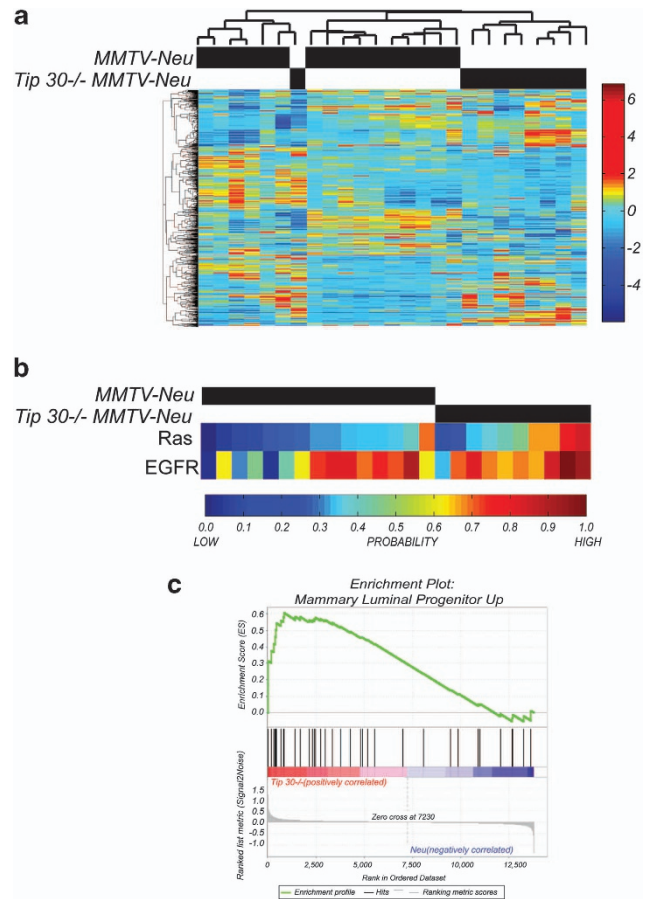 a
MMTV-Neu
Tip 30-/- MMTV-Neu
6
4
2
0
-2
-4
b
MMTV-Neu
Tip 30-/- MMTV-Neu
Ras
EGFR
0.0 0.1 0.2 0.3 0.4 0.5 0.6 0.7 0.8 0.9 1.0
LOW PROBABILITY HIGH
c
Enrichment Plot:
Mammary Luminal Progenitor Up
Enrichment Score (ES)
0.6
0.5
0.4
0.3
0.2
0.1
0.0
Tip 30-/-(positively correlated)
Ranked list metric (Signal2Noise)
1.5
1.0
0.5
0.0
-0.5
-1.0
Zero cross at 7230
Neu(negatively correlated)
0 2,500 5,000 7,500 10,000 12,500
Rank in Ordered Dataset
Enrichment profile Hits Ranking metric scores